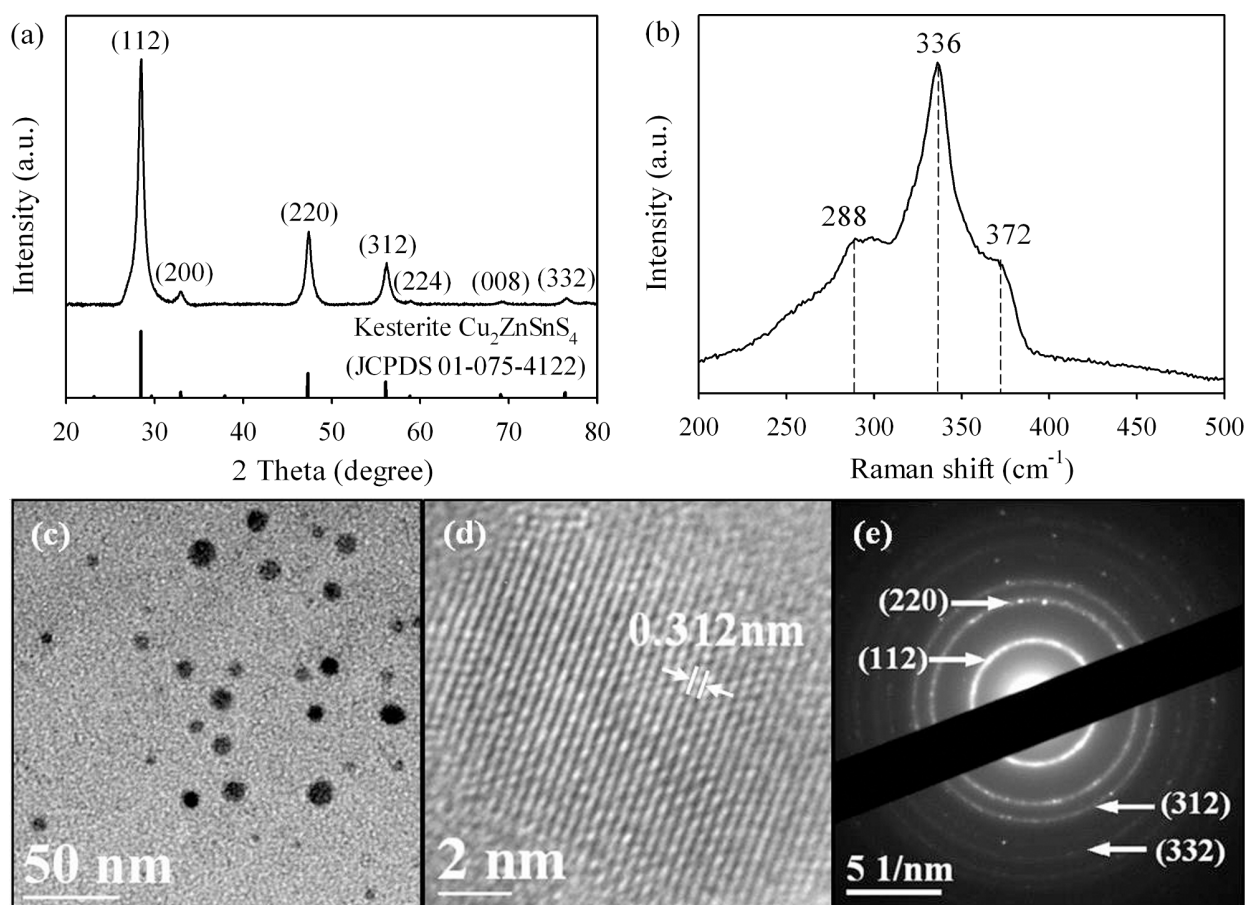 (a)
(112)
(200)
(220)
(312)
(224)
(008)
(332)
Kesterite Cu₂ZnSnS₄
(JCPDS 01-075-4122)
Intensity (a.u.)
20 30 40 50 60 70 80
2 Theta (degree)
(b)
336
288
372
Intensity (a.u.)
200 250 300 350 400 450 500
Raman shift (cm⁻¹)
(c)
50 nm
(d)
0.312nm
2 nm
(e)
(220)
(112)
(312)
(332)
5 1/nm